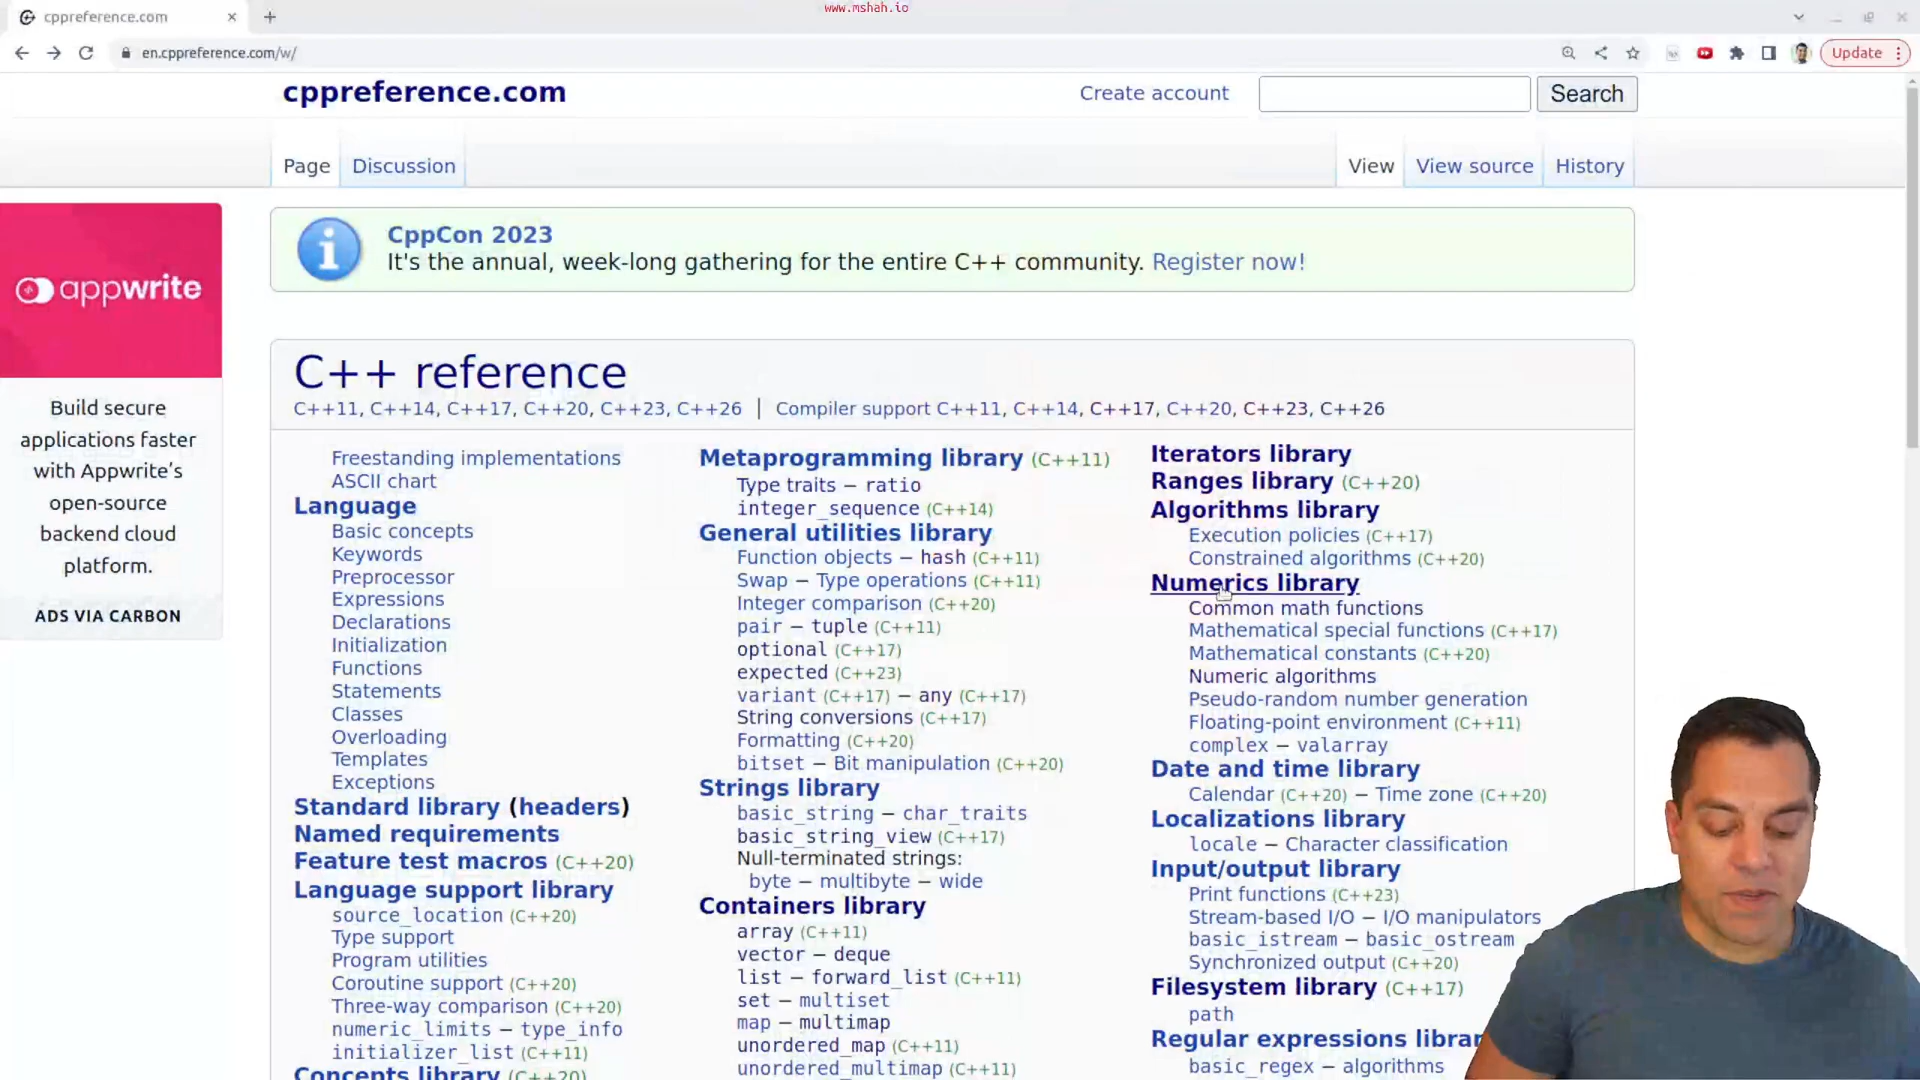 www.mshah.io
cppreference.com
en.cppreference.com/w/
Update
cppreference.com
Create account
Search
Page
Discussion
View
View source
History
appwrite
Build secure
applications faster
with Appwrite's
open-source
backend cloud
platform.
ADS VIA CARBON
CppCon 2023
It's the annual, week-long gathering for the entire C++ community. Register now!
C++ reference
C++11, C++14, C++17, C++20, C++23, C++26 | Compiler support C++11, C++14, C++17, C++20, C++23, C++26
Freestanding implementations
ASCII chart
Language
Basic concepts
Keywords
Preprocessor
Expressions
Declarations
Initialization
Functions
Statements
Classes
Overloading
Templates
Exceptions
Standard library (headers)
Named requirements
Feature test macros (C++20)
Language support library
source_location (C++20)
Type support
Program utilities
Coroutine support (C++20)
Three-way comparison (C++20)
numeric_limits – type_info
initializer_list (C++11)
Concepts library (C++20)
Metaprogramming library (C++11)
Type traits – ratio
integer_sequence (C++14)
General utilities library
Function objects – hash (C++11)
Swap – Type operations (C++11)
Integer comparison (C++20)
pair – tuple (C++11)
optional (C++17)
expected (C++23)
variant (C++17) – any (C++17)
String conversions (C++17)
Formatting (C++20)
bitset – Bit manipulation (C++20)
Strings library
basic_string – char_traits
basic_string_view (C++17)
Null-terminated strings:
byte – multibyte – wide
Containers library
array (C++11)
vector – deque
list – forward_list (C++11)
set – multiset
map – multimap
unordered_map (C++11)
unordered_multimap (C++11)
Iterators library
Ranges library (C++20)
Algorithms library
Execution policies (C++17)
Constrained algorithms (C++20)
Numerics library
Common math functions
Mathematical special functions (C++17)
Mathematical constants (C++20)
Numeric algorithms
Pseudo-random number generation
Floating-point environment (C++11)
complex – valarray
Date and time library
Calendar (C++20) – Time zone (C++20)
Localizations library
locale – Character classification
Input/output library
Print functions (C++23)
Stream-based I/O – I/O manipulators
basic_istream – basic_ostream
Synchronized output (C++20)
Filesystem library (C++17)
path
Regular expressions
basic_regex – algorithms